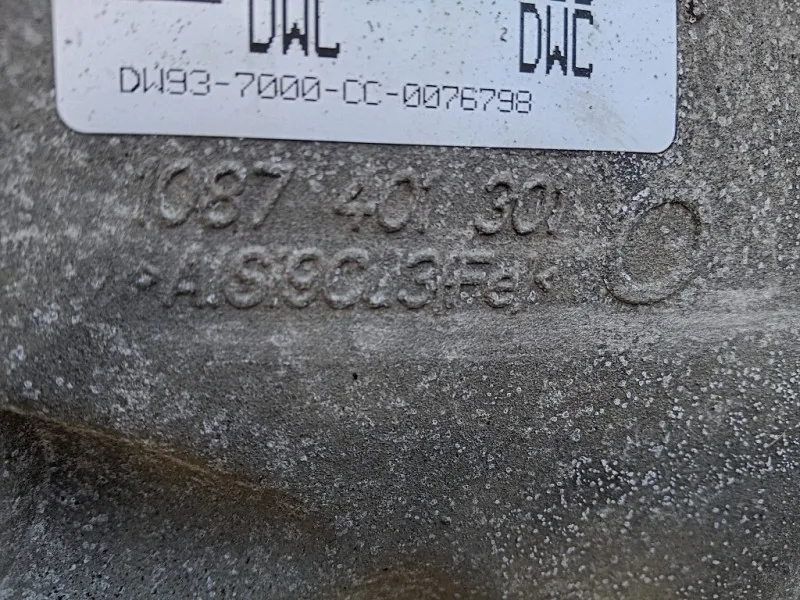 DWC DWC
DW93-7000-CC-0076798
1087 401 301
>AlSi9Cu3(Fe)<